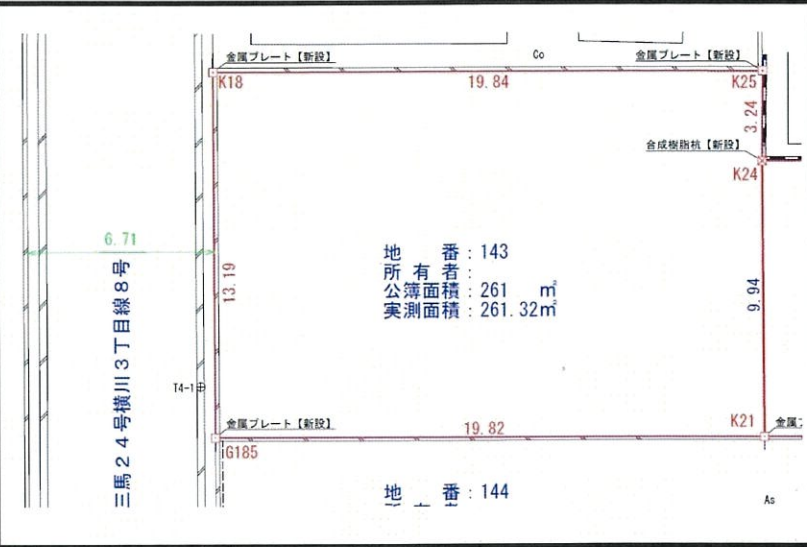 金属プレート【新設】
Co
金属プレート【新設】
K18
19.84
K25
3.24
合成樹脂杭【新設】
K24
6.71
三馬24号横川3丁目線8号
13.19
地 番：143
所 有 者：
公簿面積：261 ㎡
実測面積：261.32㎡
9.94
T4-1
金属プレート【新設】
19.82
K21
金属
G185
地 番：144
As